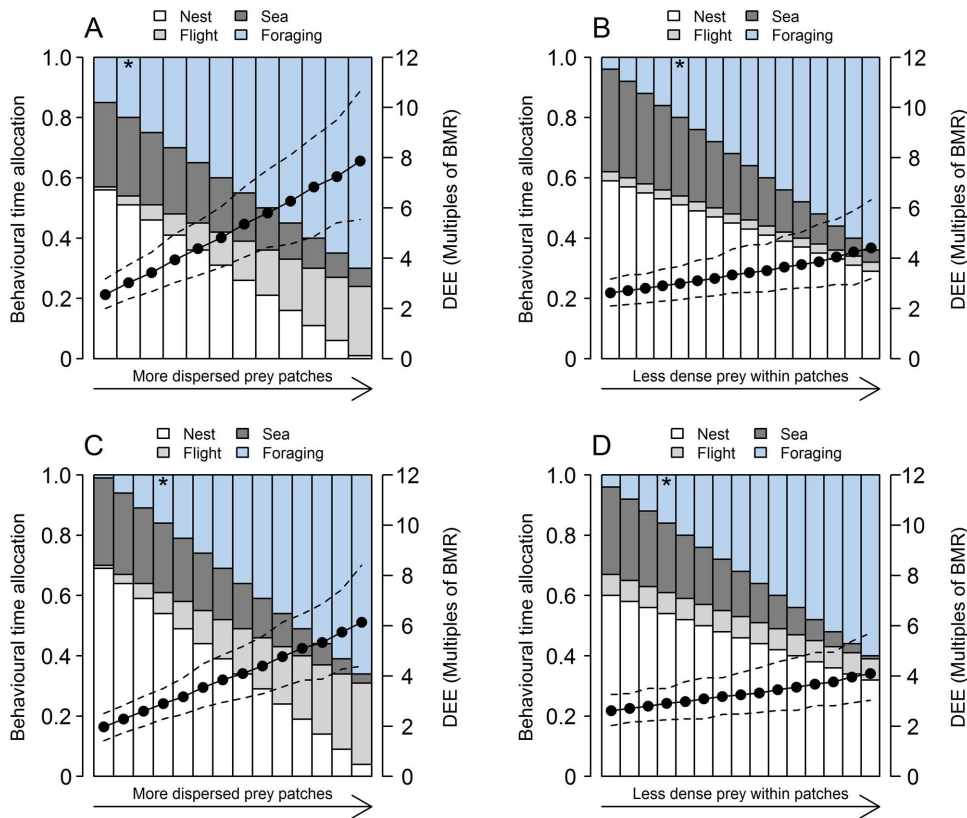 A
Nest
Sea
Flight
Foraging
Behavioural time allocation
1.0
0.8
0.6
0.4
0.2
0
*
12
10
8
6
4
2
0
DEE (Multiples of BMR)
More dispersed prey patches
B
Nest
Sea
Flight
Foraging
Behavioural time allocation
1.0
0.8
0.6
0.4
0.2
0
*
12
10
8
6
4
2
0
DEE (Multiples of BMR)
Less dense prey within patches
C
Nest
Sea
Flight
Foraging
Behavioural time allocation
1.0
0.8
0.6
0.4
0.2
0
*
12
10
8
6
4
2
0
DEE (Multiples of BMR)
More dispersed prey patches
D
Nest
Sea
Flight
Foraging
Behavioural time allocation
1.0
0.8
0.6
0.4
0.2
0
*
12
10
8
6
4
2
0
DEE (Multiples of BMR)
Less dense prey within patches